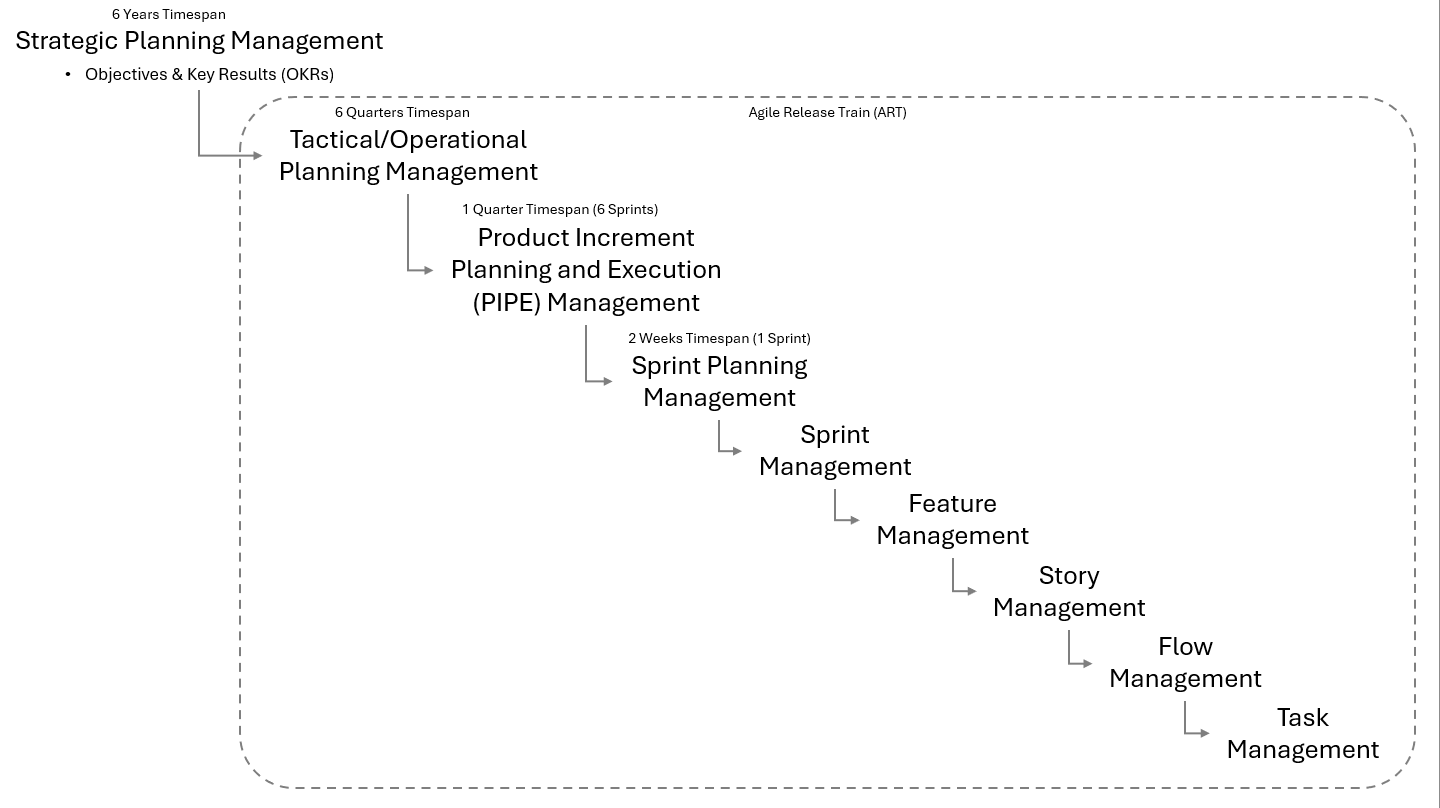 6 Years Timespan
Strategic Planning Management
• Objectives & Key Results (OKRs)
6 Quarters Timespan
Agile Release Train (ART)
Tactical/Operational
Planning Management
1 Quarter Timespan (6 Sprints)
Product Increment
Planning and Execution
(PIPE) Management
2 Weeks Timespan (1 Sprint)
Sprint Planning
Management
Sprint
Management
Feature
Management
Story
Management
Flow
Management
Task
Management